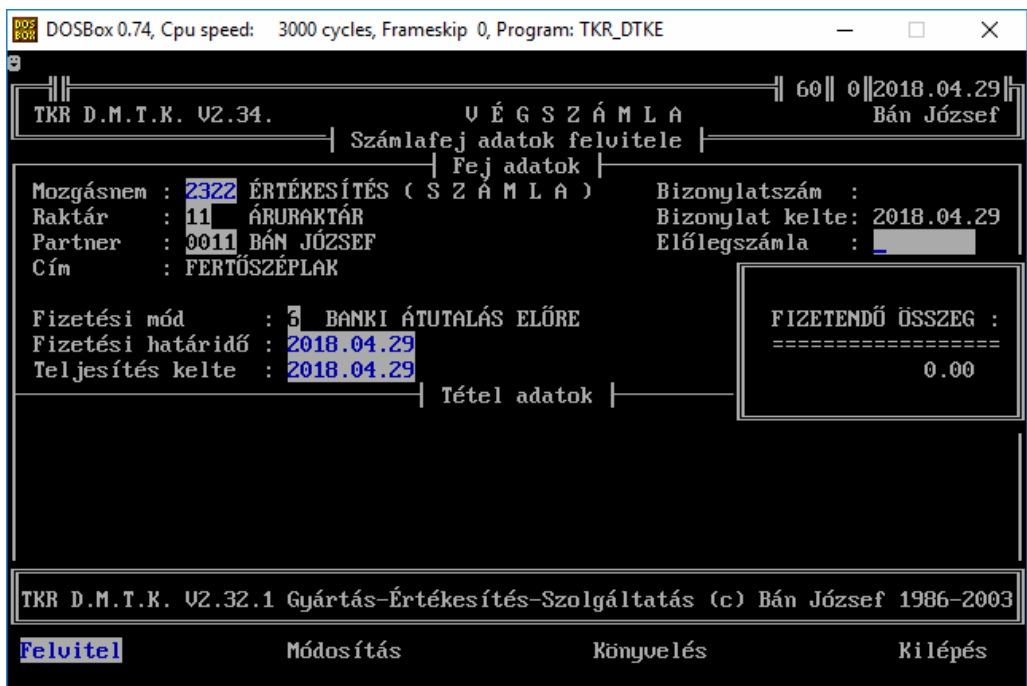 DOSBox 0.74, Cpu speed: 3000 cycles, Frameskip 0, Program: TKR_DTKE
60 0 2018.04.29
TKR D.M.T.K. V2.34. V É G S Z Á M L A Bán József
Számlafej adatok felvitele
Fej adatok
Mozgásnem : 2322 ÉRTÉKESÍTÉS ( S Z Á M L A ) Bizonylatszám :
Raktár : 11 ÁRURAKTÁR Bizonylat kelte: 2018.04.29
Partner : 0011 BÁN JÓZSEF Előlegszámla : _
Cím : FERTŐSZÉPLAK
Fizetési mód : 6 BANKI ÁTUTALÁS ELŐRE FIZETENDŐ ÖSSZEG :
Fizetési határidő : 2018.04.29 ==================
Teljesítés kelte : 2018.04.29 0.00
Tétel adatok
TKR D.M.T.K. V2.32.1 Gyártás-Értékesítés-Szolgáltatás (c) Bán József 1986-2003
Felvitel Módosítás Könyvelés Kilépés